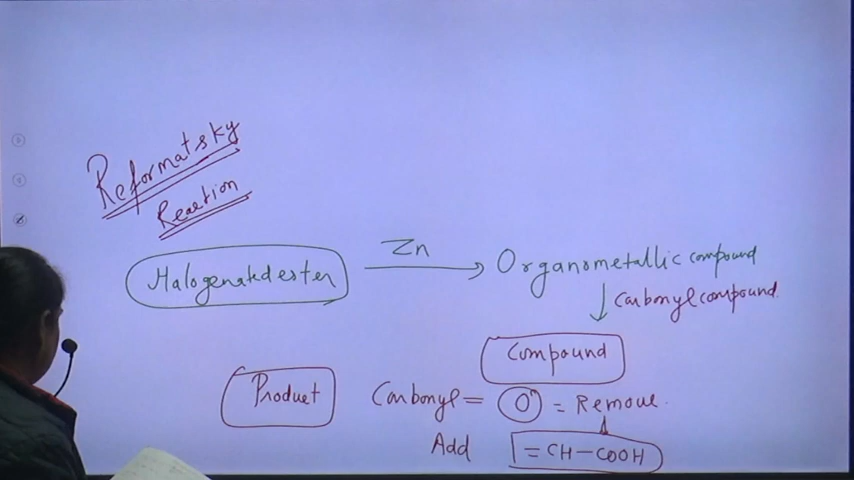 Reformatsky
Reaction
Halogenated ester Zn Organometallic compound
Carbonyl compound.
Compound
Product Carbonyl = O = Remove.
Add = CH - COOH